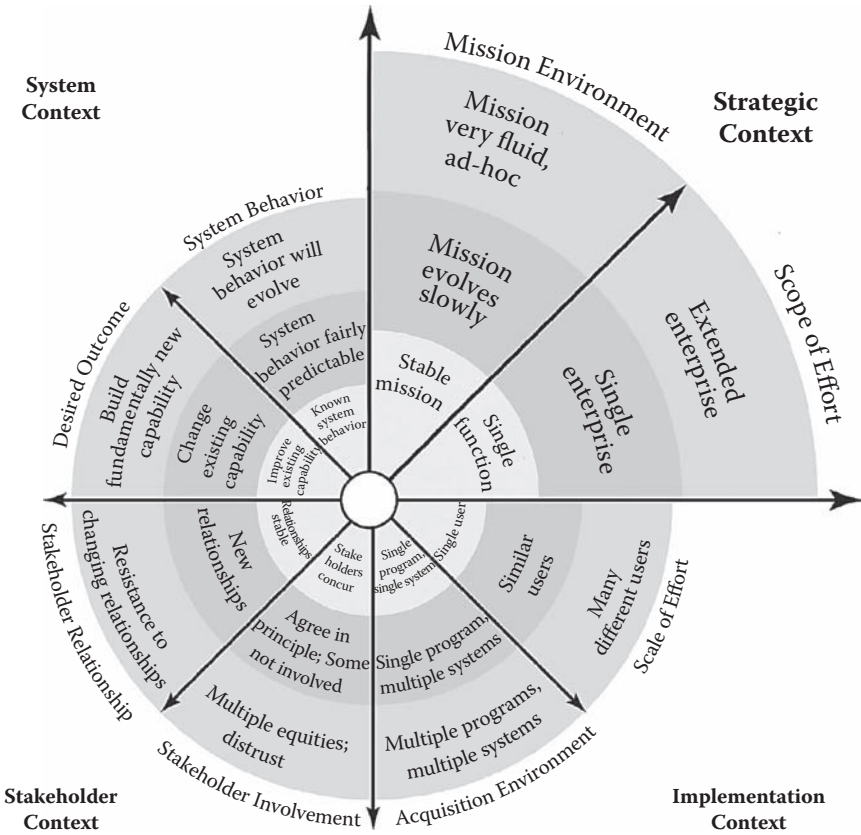 System
Context
Strategic
Context
Mission Environment
Mission
very fluid,
ad-hoc
Mission
evolves
slowly
Stable
mission
Scope of Effort
Extended
enterprise
Single
enterprise
Single
function
System Behavior
System
behavior will
evolve
System
behavior fairly
predictable
Known
system
behavior
Desired Outcome
Build
fundamentally new
capability
Change
existing
capability
Improve
existing
capability
Stakeholder Relationship
Resistance to
changing relationships
New
relationships
Relationships
stable
Stakeholder Involvement
Multiple equities;
distrust
Agree in
principle; Some
not involved
Stake
holders
concur
Acquisition Environment
Multiple programs,
multiple systems
Single program,
multiple systems
Single
program,
single system
Scale of Effort
Many
different users
Similar
users
Single user
Stakeholder
Context
Implementation
Context